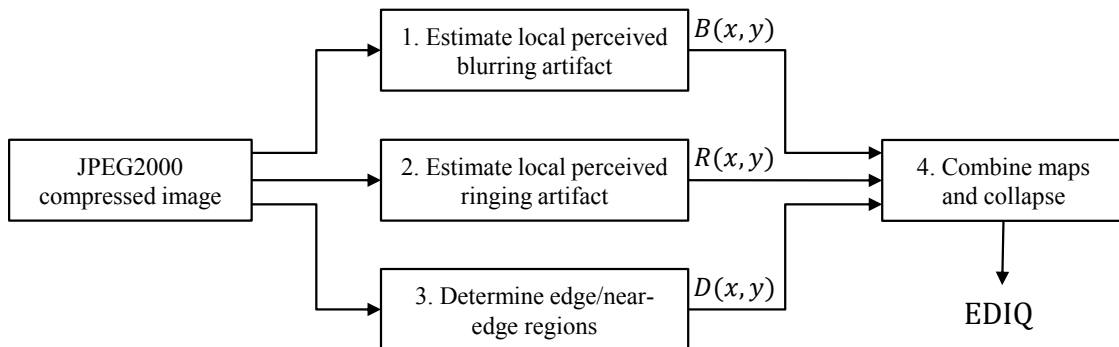 JPEG2000
compressed image
1. Estimate local perceived
blurring artifact
B(x, y)
2. Estimate local perceived
ringing artifact
R(x, y)
3. Determine edge/near-
edge regions
D(x, y)
4. Combine maps
and collapse
EDIQ